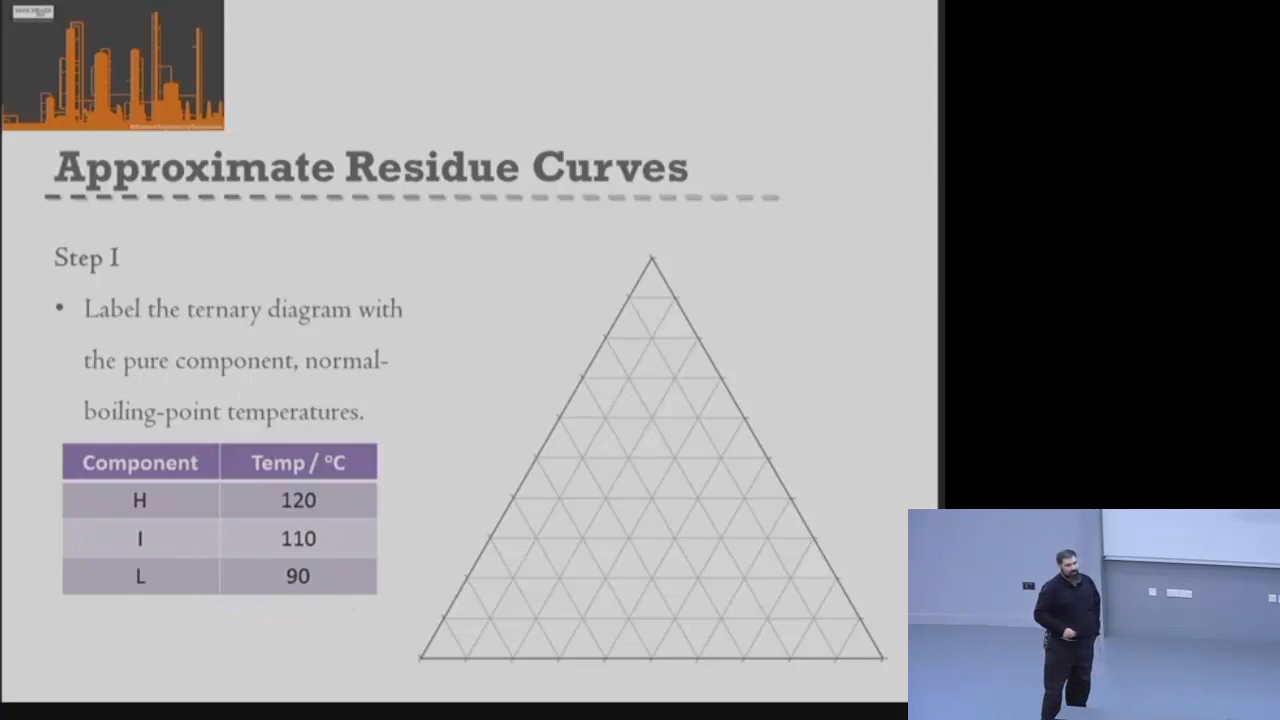 Approximate Residue Curves
Step I
• Label the ternary diagram with
the pure component, normal-
boiling-point temperatures.
Component Temp / °C
H 120
I 110
L 90